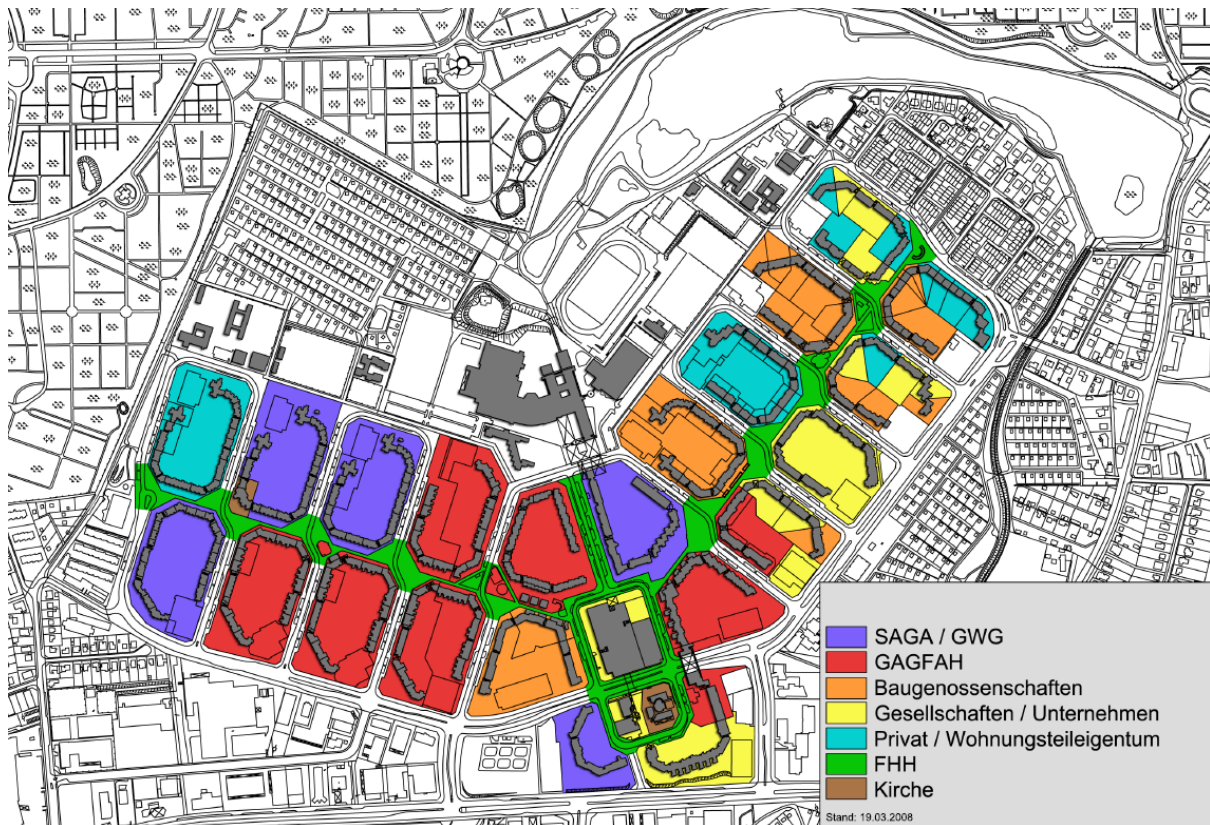 SAGA / GWG
GAGFAH
Baugenossenschaften
Gesellschaften / Unternehmen
Privat / Wohnungsteileigentum
FHH
Kirche
Stand: 19.03.2008